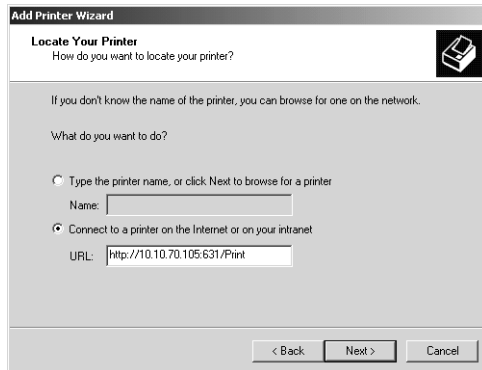 Add Printer Wizard
Locate Your Printer
How do you want to locate your printer?
If you don't know the name of the printer, you can browse for one on the network.
What do you want to do?
Type the printer name, or click Next to browse for a printer
Name:
Connect to a printer on the Internet or on your intranet
URL: http://10.10.70.105:631/Print
< Back Next > Cancel